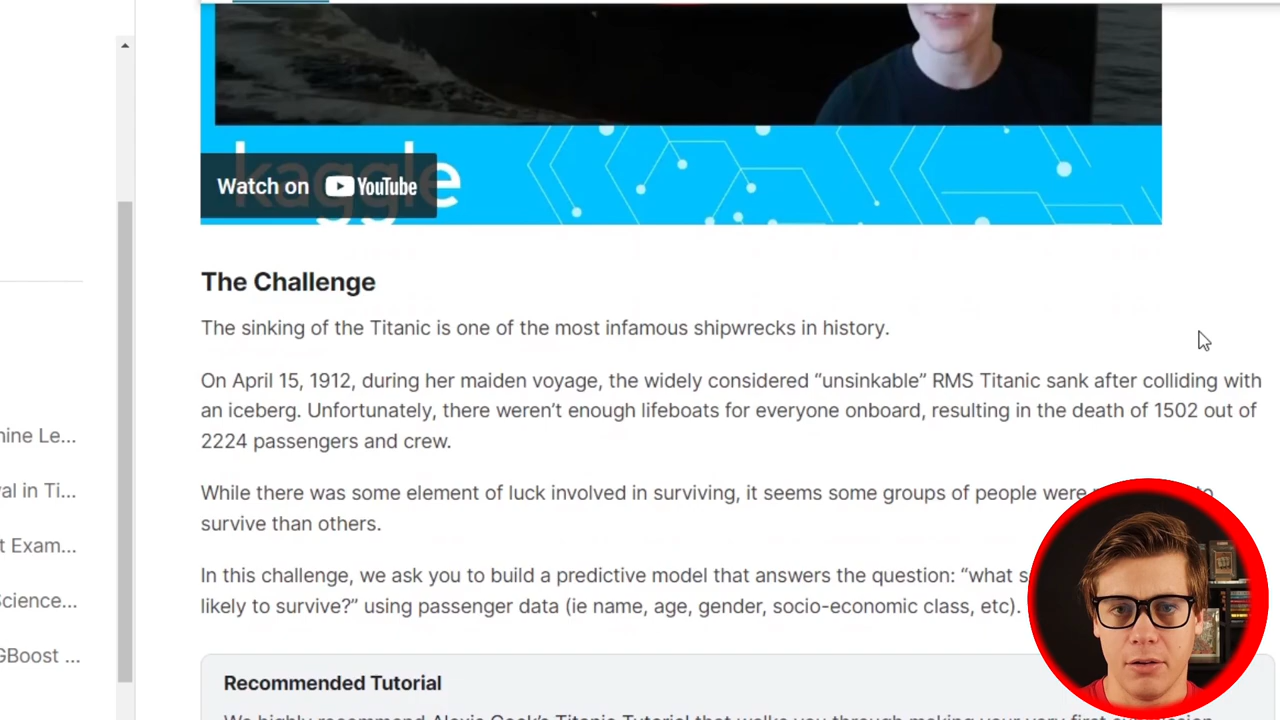 kaggle
Watch on YouTube
The Challenge
The sinking of the Titanic is one of the most infamous shipwrecks in history.
On April 15, 1912, during her maiden voyage, the widely considered “unsinkable” RMS Titanic sank after colliding with
an iceberg. Unfortunately, there weren’t enough lifeboats for everyone onboard, resulting in the death of 1502 out of
2224 passengers and crew.
While there was some element of luck involved in surviving, it seems some groups of people were
survive than others.
In this challenge, we ask you to build a predictive model that answers the question: “what
likely to survive?” using passenger data (ie name, age, gender, socio-economic class, etc).
nine Le...
val in Ti...
t Exam...
Science...
GBoost ...
Recommended Tutorial